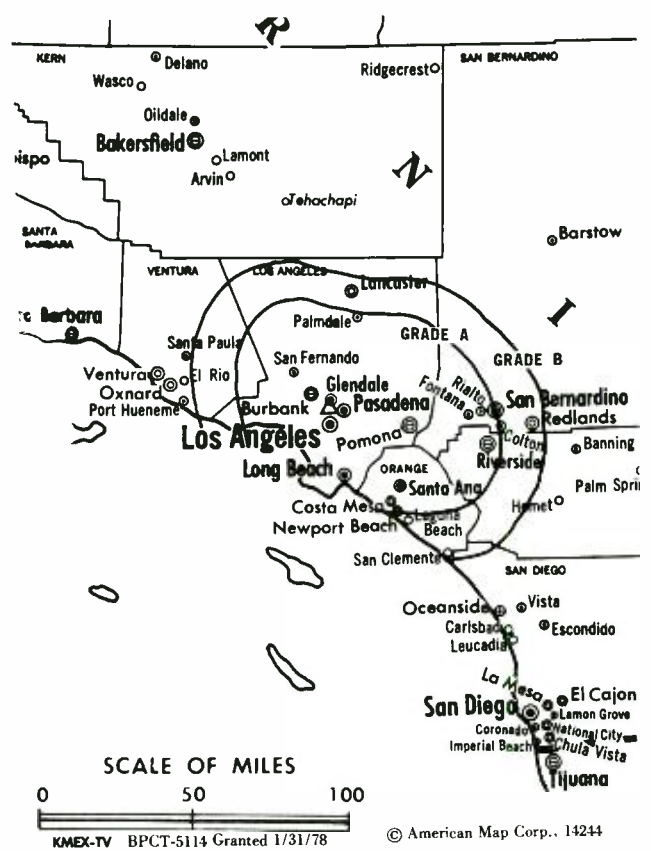 R
KERN
Delano
SAN BERNARDINO
Wasco
Ridgecrest
Oildale
Bakersfield
Lamont
ispo
Arvin
N
Tehachapi
SANTA
BARBARA
Barstow
VENTURA
LOS ANGELES
Lancaster
I
Barbara
Palmdale
GRADE A
Santa Paula
GRADE B
San Fernando
Ventura
El Rio
Glendale
Rialto
San Bernardino
Oxnard
Fontana
Port Hueneme
Burbank
Pasadena
Redlands
Los Angeles
Pomona
Colton
Banning
Riverside
Long Beach
ORANGE
Santa Ana
Palm Spri
Costa Mesa
Hemet
Newport Beach
Laguna
Beach
San Clemente
SAN DIEGO
Oceanside
Vista
Carlsbad
Escondido
Leucadia
La Mesa
El Cajon
San Diego
Lamon Grove
Coronado
National City
Imperial Beach
Chula Vista
Tijuana
SCALE OF MILES
0 50 100
KMEX-TV BPCT-5114 Granted 1/31/78
© American Map Corp., 14244